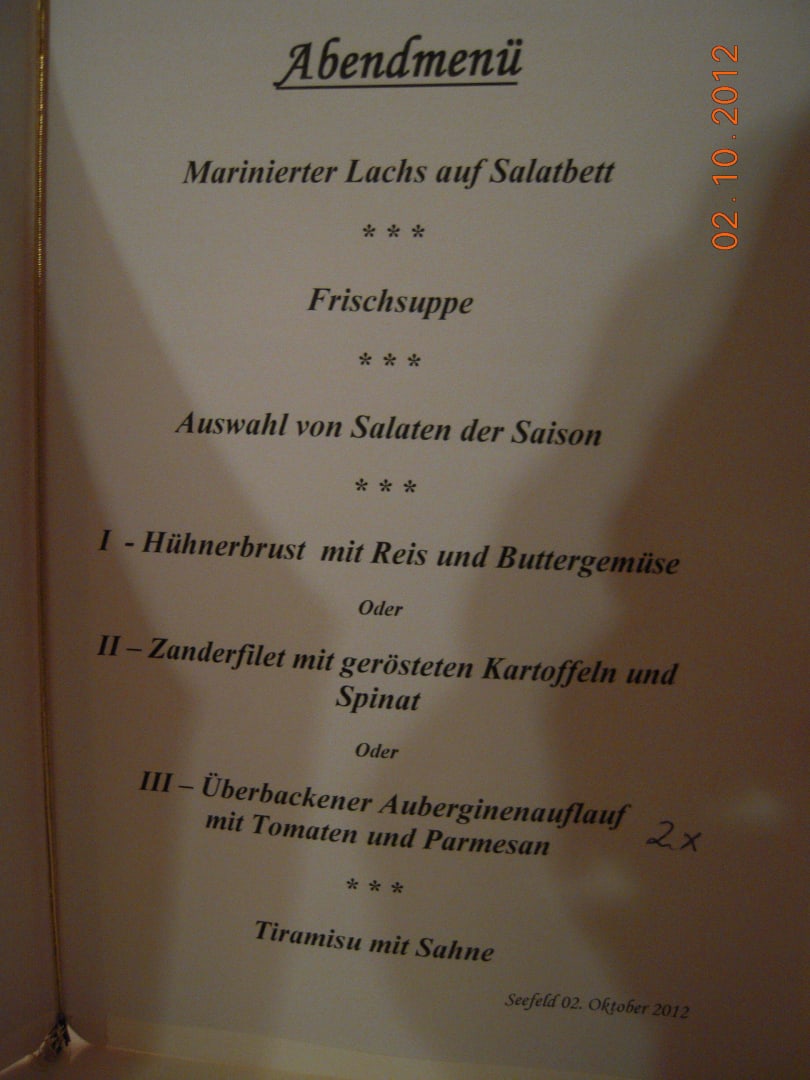 Abendmenü
02.10.2012
Marinierter Lachs auf Salatbett
* * *
Frischsuppe
* * *
Auswahl von Salaten der Saison
* * *
I - Hühnerbrust mit Reis und Buttergemüse
Oder
II – Zanderfilet mit gerösteten Kartoffeln und
Spinat
Oder
III – Überbackener Auberginenauflauf
mit Tomaten und Parmesan
2x
* * *
Tiramisu mit Sahne
Seefeld 02. Oktober 2012